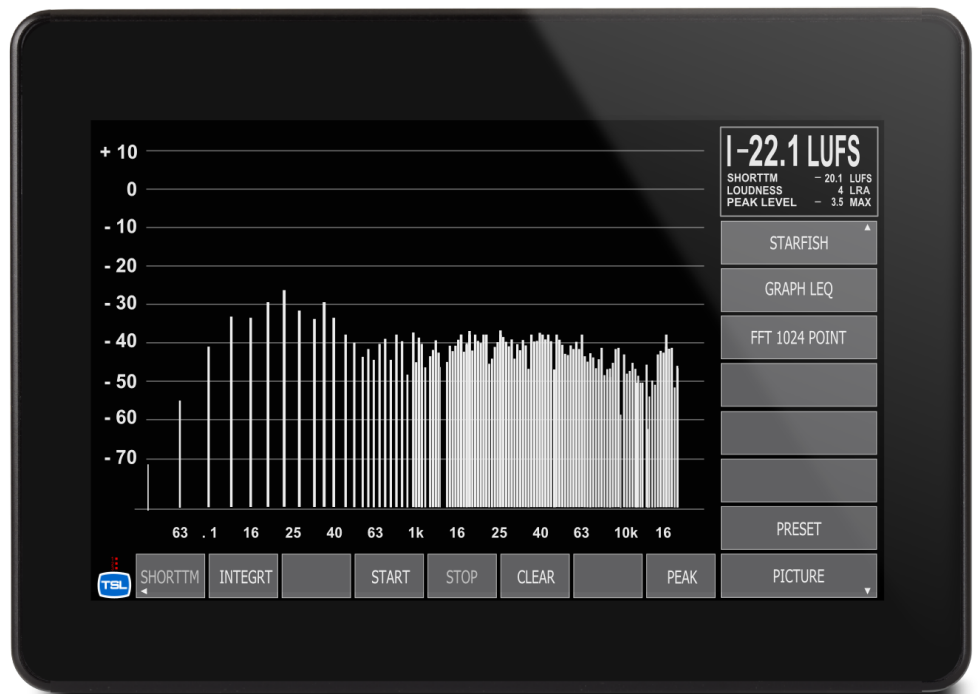 + 10
0
- 10
- 20
- 30
- 40
- 50
- 60
- 70
63 .1 16 25 40 63 1k 16 25 40 63 10k 16
I-22.1 LUFS
SHORTTM - 20.1 LUFS
LOUDNESS 4 LRA
PEAK LEVEL - 3.5 MAX
STARFISH
GRAPH LEQ
FFT 1024 POINT
PRESET
PICTURE
TSL
SHORTTM INTEGRT START STOP CLEAR PEAK